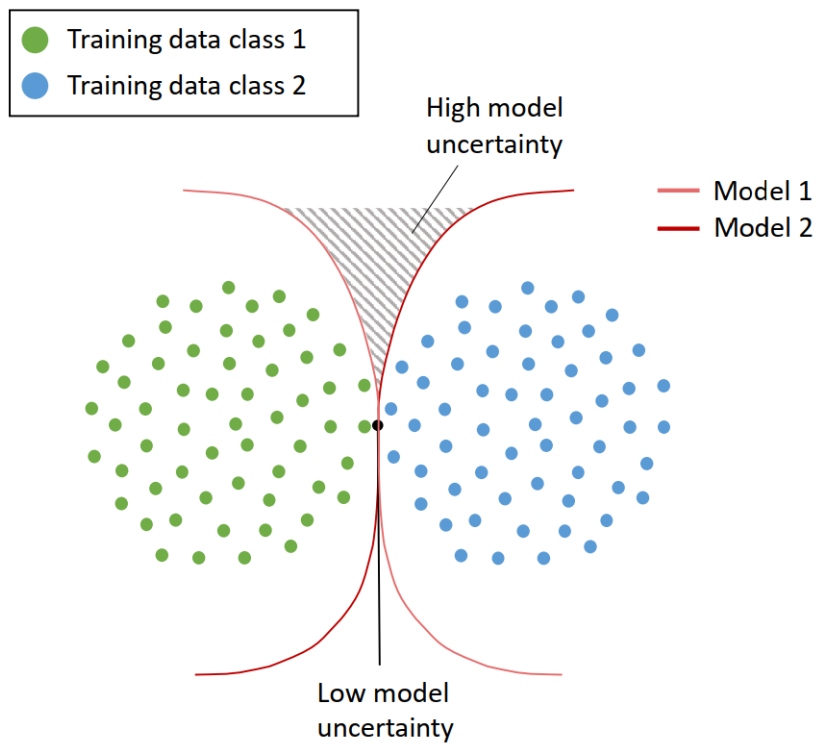 Training data class 1
Training data class 2
High model
uncertainty
Model 1
Model 2
Low model
uncertainty